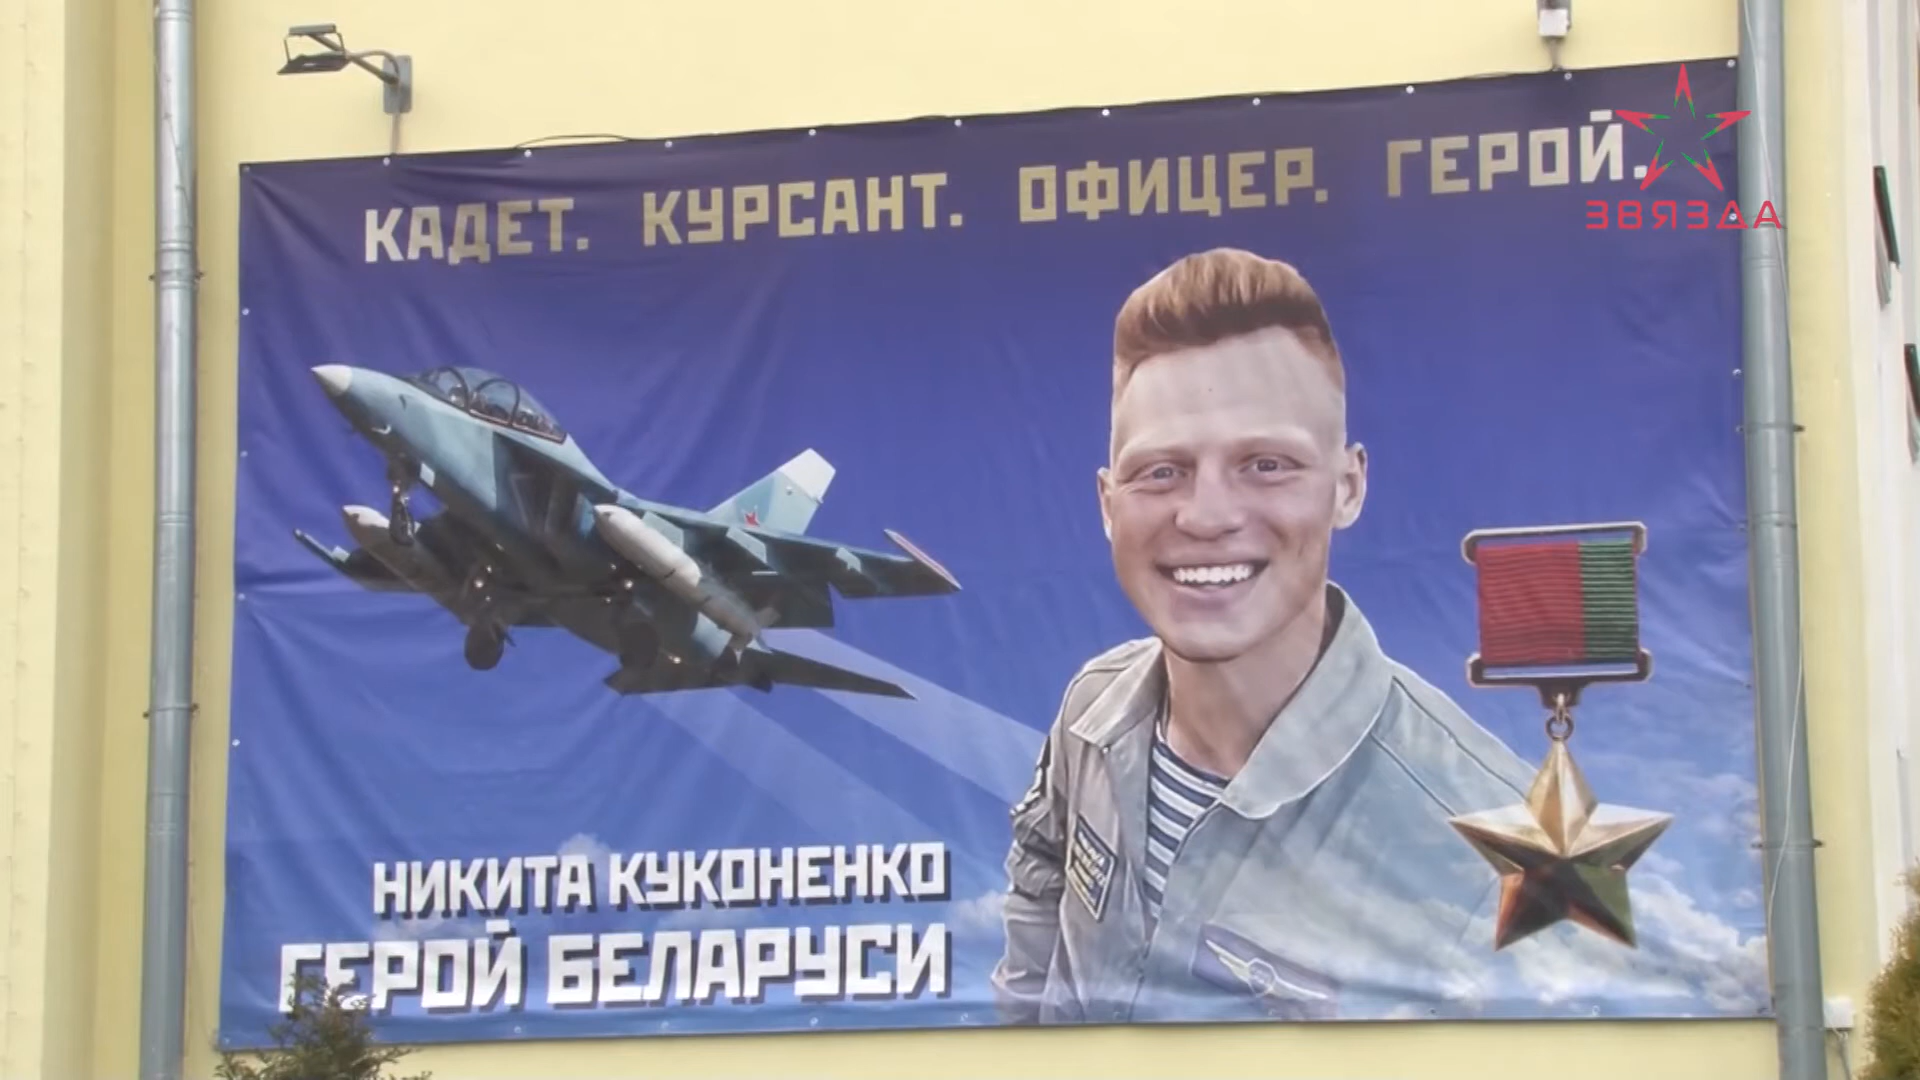 КАДЕТ. КУРСАНТ. ОФИЦЕР. ГЕРОЙ.
ЗВЯЗДА
НИКИТА КУКОНЕНКО
ГЕРОЙ БЕЛАРУСИ